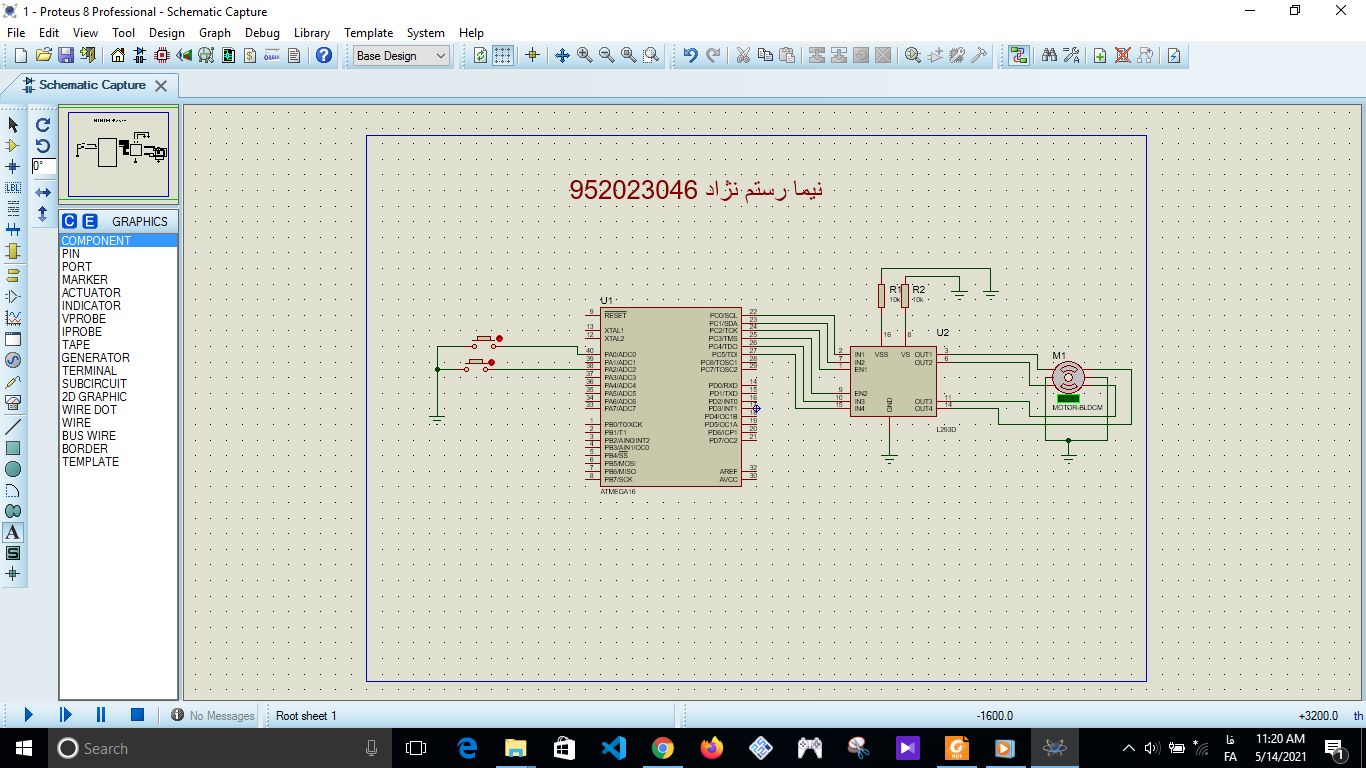 1 - Proteus 8 Professional - Schematic Capture
File Edit View Tool Design Graph Debug Library Template System Help
Base Design
Schematic Capture
0°
C E GRAPHICS
COMPONENT
PIN
PORT
MARKER
ACTUATOR
INDICATOR
VPROBE
IPROBE
TAPE
GENERATOR
TERMINAL
SUBCIRCUIT
2D GRAPHIC
WIRE DOT
WIRE
BUS WIRE
BORDER
TEMPLATE
نیما رستم نژاد 952023046
U1
9 RESET
13 XTAL1
12 XTAL2
40 PA0/ADC0
39 PA1/ADC1
38 PA2/ADC2
37 PA3/ADC3
36 PA4/ADC4
35 PA5/ADC5
34 PA6/ADC6
33 PA7/ADC7
1 PB0/T0/XCK
2 PB1/T1
3 PB2/AIN0/INT2
4 PB3/AIN1/OC0
5 PB4/SS
6 PB5/MOSI
7 PB6/MISO
8 PB7/SCK
PC0/SCL 22
PC1/SDA 23
PC2/TCK 24
PC3/TMS 25
PC4/TDO 26
PC5/TDI 27
PC6/TOSC1 28
PC7/TOSC2 29
PD0/RXD 14
PD1/TXD 15
PD2/INT0 16
PD3/INT1 17
PD4/OC1B 18
PD5/OC1A 19
PD6/ICP1 20
PD7/OC2 21
AREF 32
AVCC 30
ATMEGA16
R1
10k
R2
10k
U2
16 8
VSS VS
2 IN1
7 IN2
1 EN1
9 EN2
10 IN3
15 IN4
OUT1 3
OUT2 6
OUT3 11
OUT4 14
GND
L293D
M1
MOTOR-BLDCM
No Messages
Root sheet 1
-1600.0
+3200.0
th
Search
فا
FA
11:20 AM
5/14/2021
1